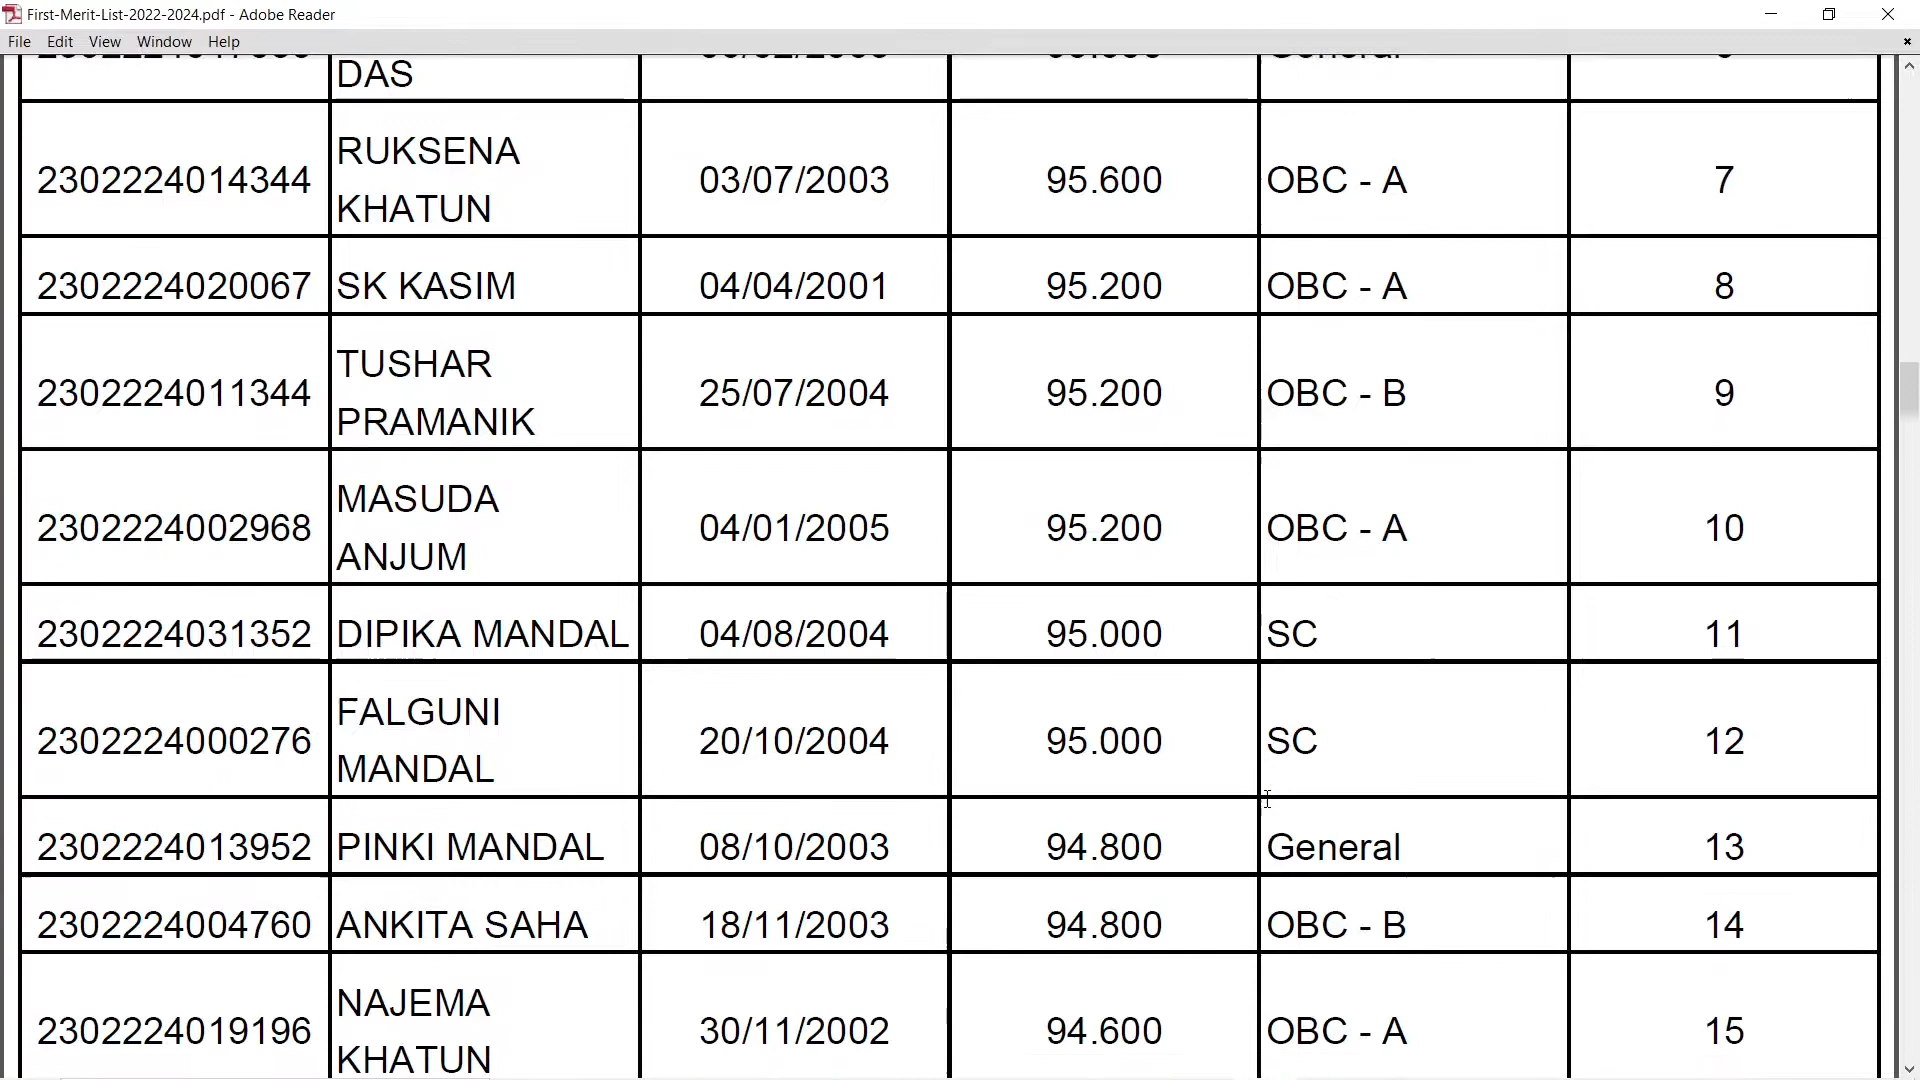 First-Merit-List-2022-2024.pdf - Adobe Reader
File Edit View Window Help
DAS
RUKSENA
2302224014344 03/07/2003 95.600 OBC - A 7
KHATUN
2302224020067 SK KASIM 04/04/2001 95.200 OBC - A 8
TUSHAR
2302224011344 25/07/2004 95.200 OBC - B 9
PRAMANIK
MASUDA
2302224002968 04/01/2005 95.200 OBC - A 10
ANJUM
2302224031352 DIPIKA MANDAL 04/08/2004 95.000 SC 11
FALGUNI
2302224000276 20/10/2004 95.000 SC 12
MANDAL
2302224013952 PINKI MANDAL 08/10/2003 94.800 General 13
2302224004760 ANKITA SAHA 18/11/2003 94.800 OBC - B 14
NAJEMA
2302224019196 30/11/2002 94.600 OBC - A 15
KHATUN